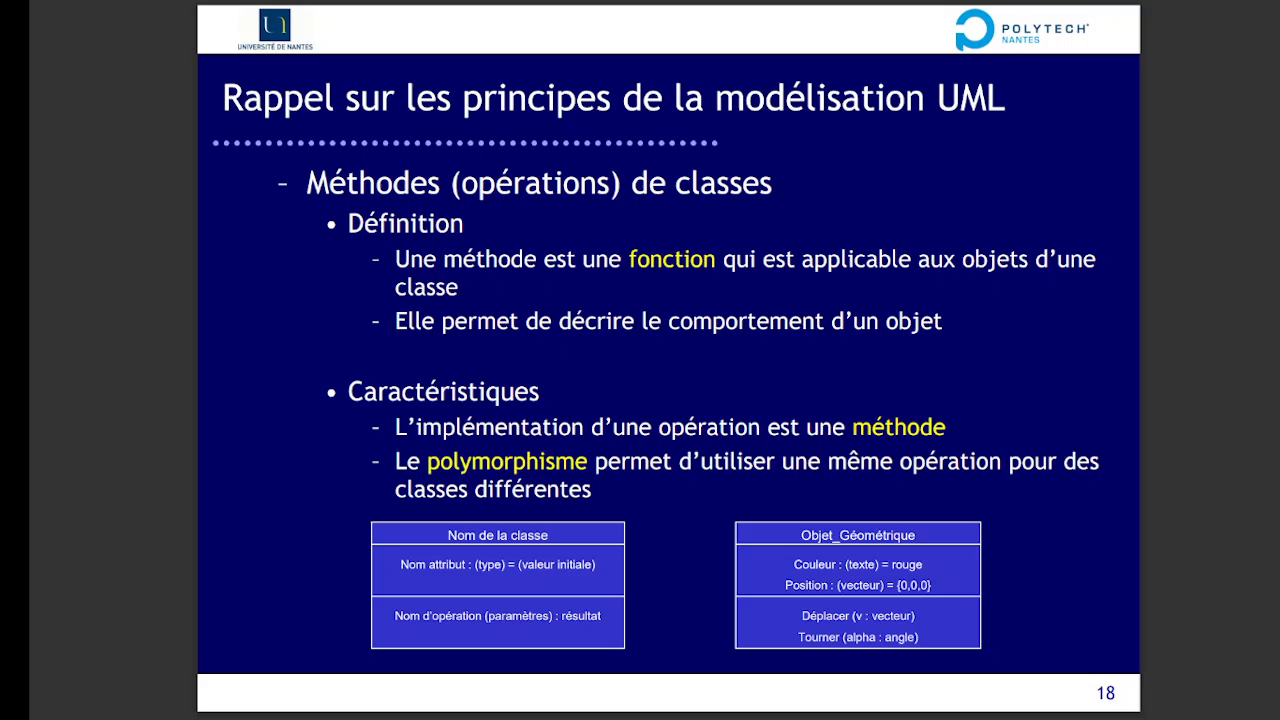 UNIVERSITÉ DE NANTES
POLYTECH
NANTES
Rappel sur les principes de la modélisation UML
– Méthodes (opérations) de classes
• Définition
– Une méthode est une fonction qui est applicable aux objets d’une
classe
– Elle permet de décrire le comportement d’un objet
• Caractéristiques
– L’implémentation d’une opération est une méthode
– Le polymorphisme permet d’utiliser une même opération pour des
classes différentes
Nom de la classe
Nom attribut : (type) = (valeur initiale)
Nom d’opération (paramètres) : résultat
Objet_Géométrique
Couleur : (texte) = rouge
Position : (vecteur) = {0,0,0}
Déplacer (v : vecteur)
Tourner (alpha : angle)
18